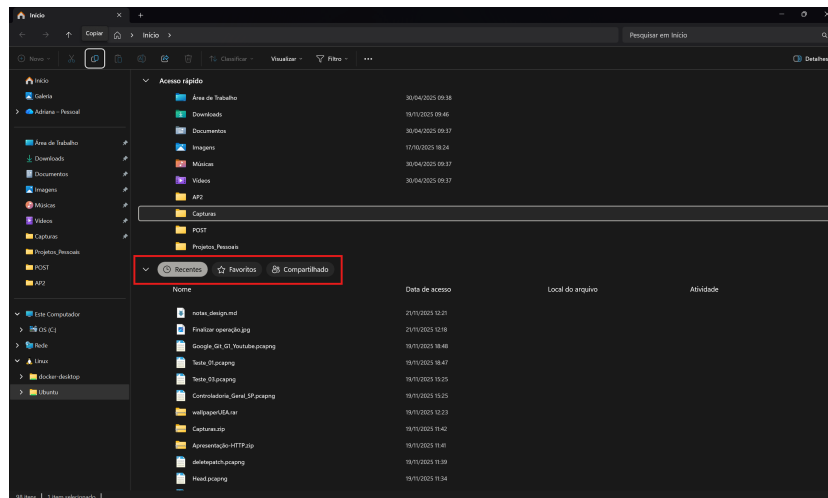 Início
Copiar
Início
Pesquisar em Início
Novo
Classificar
Visualizar
Filtro
Detalhes
Início
Galeria
Adriana – Pessoal
Área de Trabalho
Downloads
Documentos
Imagens
Músicas
Vídeos
Capturas
Projetos_Pessoais
POST
AP2
Este Computador
OS (C:)
Rede
Linux
docker-desktop
Ubuntu
Acesso rápido
Área de Trabalho 30/04/2025 09:38
Downloads 19/11/2025 09:46
Documentos 30/04/2025 09:37
Imagens 17/10/2025 18:24
Músicas 30/04/2025 09:37
Vídeos 30/04/2025 09:37
AP2
Capturas
POST
Projetos_Pessoais
Recentes Favoritos Compartilhado
Nome Data de acesso Local do arquivo Atividade
notas_design.md 21/11/2025 12:21
Finalizar operação.jpg 21/11/2025 12:18
Google_Git_G1_Youtube.pcapng 19/11/2025 18:48
Teste_01.pcapng 19/11/2025 18:47
Teste_03.pcapng 19/11/2025 15:25
Controladoria_Geral_SP.pcapng 19/11/2025 15:25
wallpaperUEA.rar 19/11/2025 12:23
Capturas.zip 19/11/2025 11:42
Apresentação-HTTP.zip 19/11/2025 11:41
deletepatch.pcapng 19/11/2025 11:39
Head.pcapng 19/11/2025 11:34
98 itens 1 item selecionado